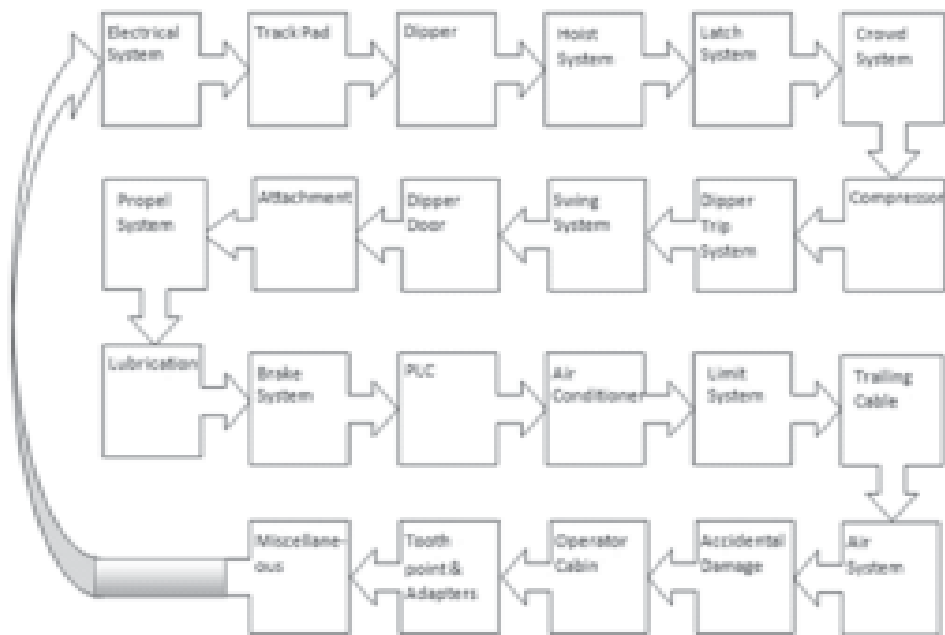 Electrical
System
Track Pad
Dipper
Hoist
System
Latch
System
Crowd
System
Propell
System
Attachment
Dipper
Door
Swing
System
Dipper
Trip
System
Compressor
Lubrication
Brake
System
PLC
Air
Conditioner
Limit
System
Trailing
Cable
Miscellane-
ous
Tooth
point &
Adapters
Operator
Cabin
Accidental
Damage
Air
System